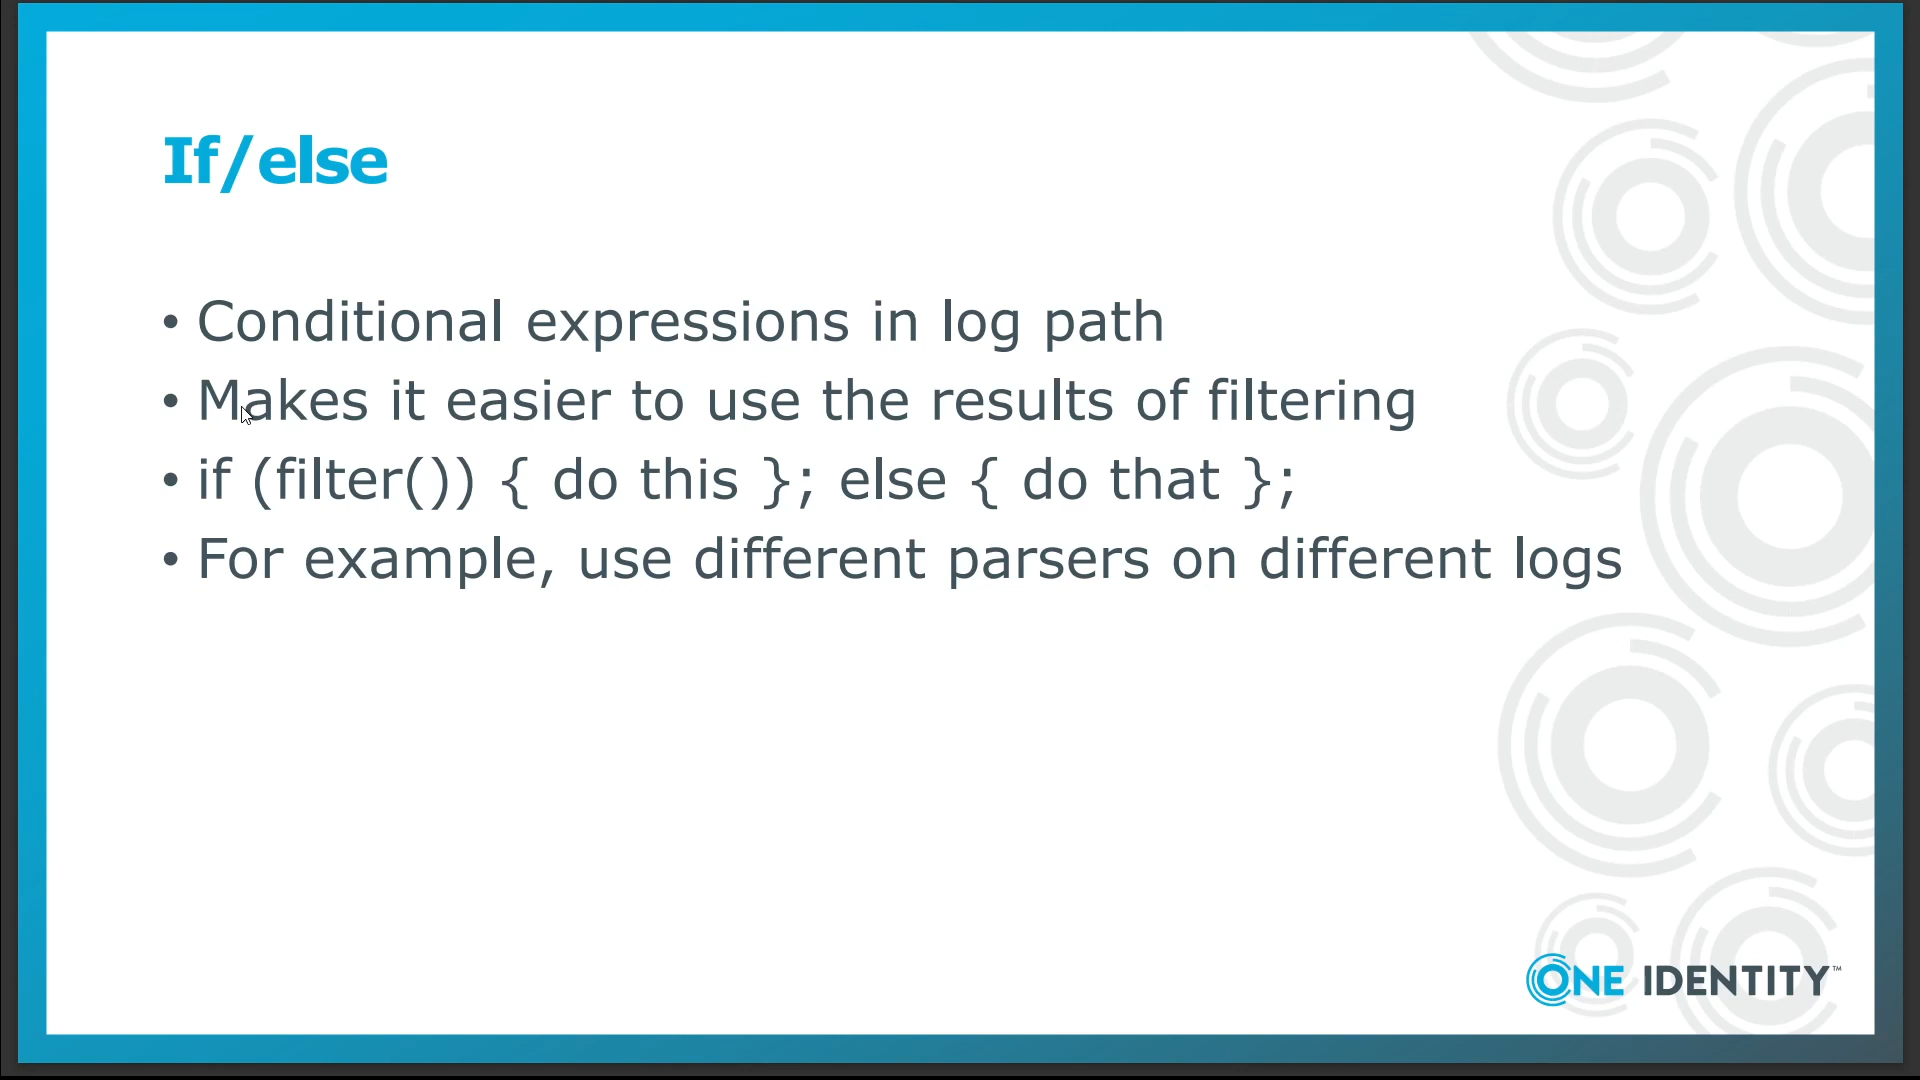 If/else
• Conditional expressions in log path
• Makes it easier to use the results of filtering
• if (filter()) { do this }; else { do that };
• For example, use different parsers on different logs
ONE IDENTITY™